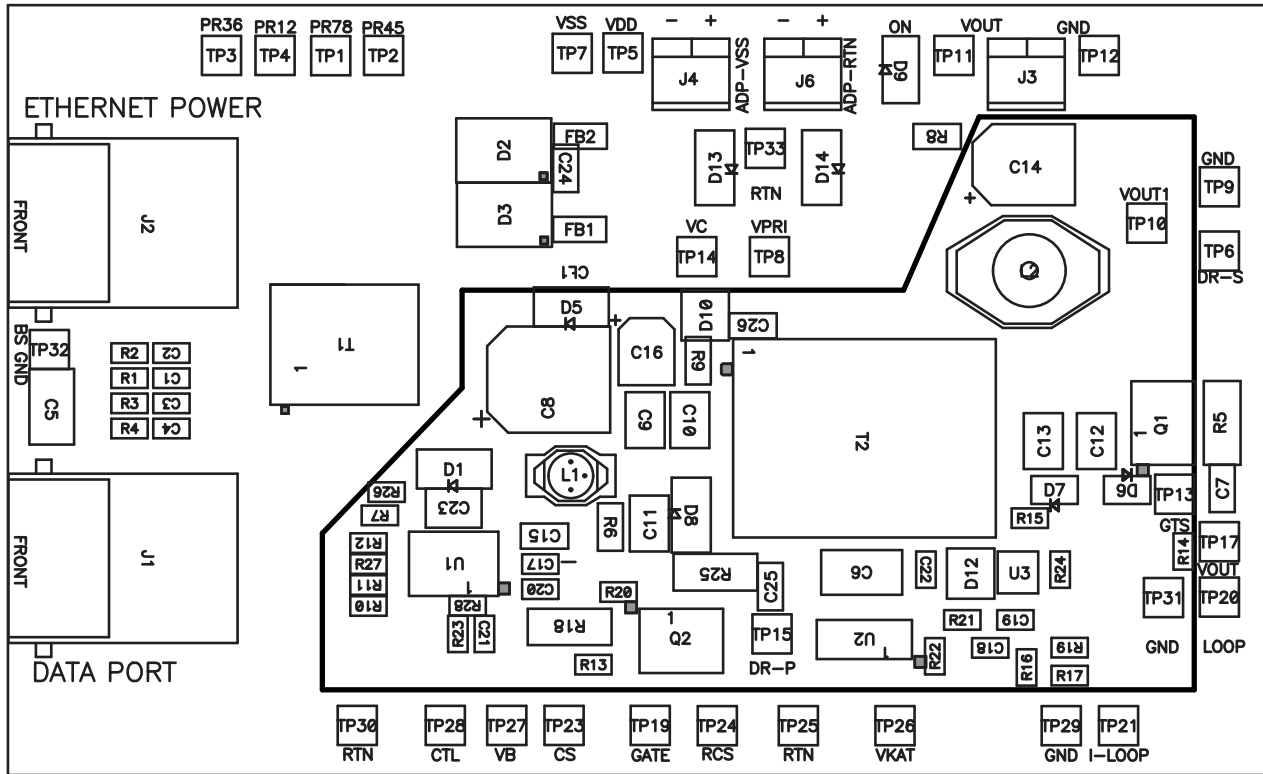 PR36 PR12 PR78 PR45 VSS VDD - + - + ON VOUT GND
TP3 TP4 TP1 TP2 TP7 TP5 J4 ADP-VSS J6 ADP-RTN D9 TP11 J3 TP12
ETHERNET POWER
D2 FB2 C24 D13 TP33 D14 R8 C14 +
RTN
GND
TP9
D3 FB1
VC VPRI
TP14 TP8
VOUT1
TP10
TP6
DR-S
FRONT J2
CL1
L2
T1 1
D5 + C16 D10 C26
R9 1
BS GND
TP32
R2 C2
R1 C1
R3 C3
R4 C4
C5
C8 + C9 C10 T2 C13 C12 1 Q1 R5
D1 L1
C23
R26
R7
C11 D8 R6 D7 D6 TP13 C7
R15
GTS
R14 TP17
VOUT
FRONT J1
R12
R27
R11
R10
U1 1
C15
C17 -
C20
R25 C25 C6 C22 D12 U3 R24
R28
R23 C21
R20
R18 1 Q2 TP15
DR-P
U2 1 R22
R21 C19
C18
R19
R16 R17
R13
TP31 TP20
GND LOOP
DATA PORT
TP30 TP28 TP27 TP23 TP19 TP24 TP25 TP26 TP29 TP21
RTN CTL VB CS GATE RCS RTN VKAT GND I-LOOP